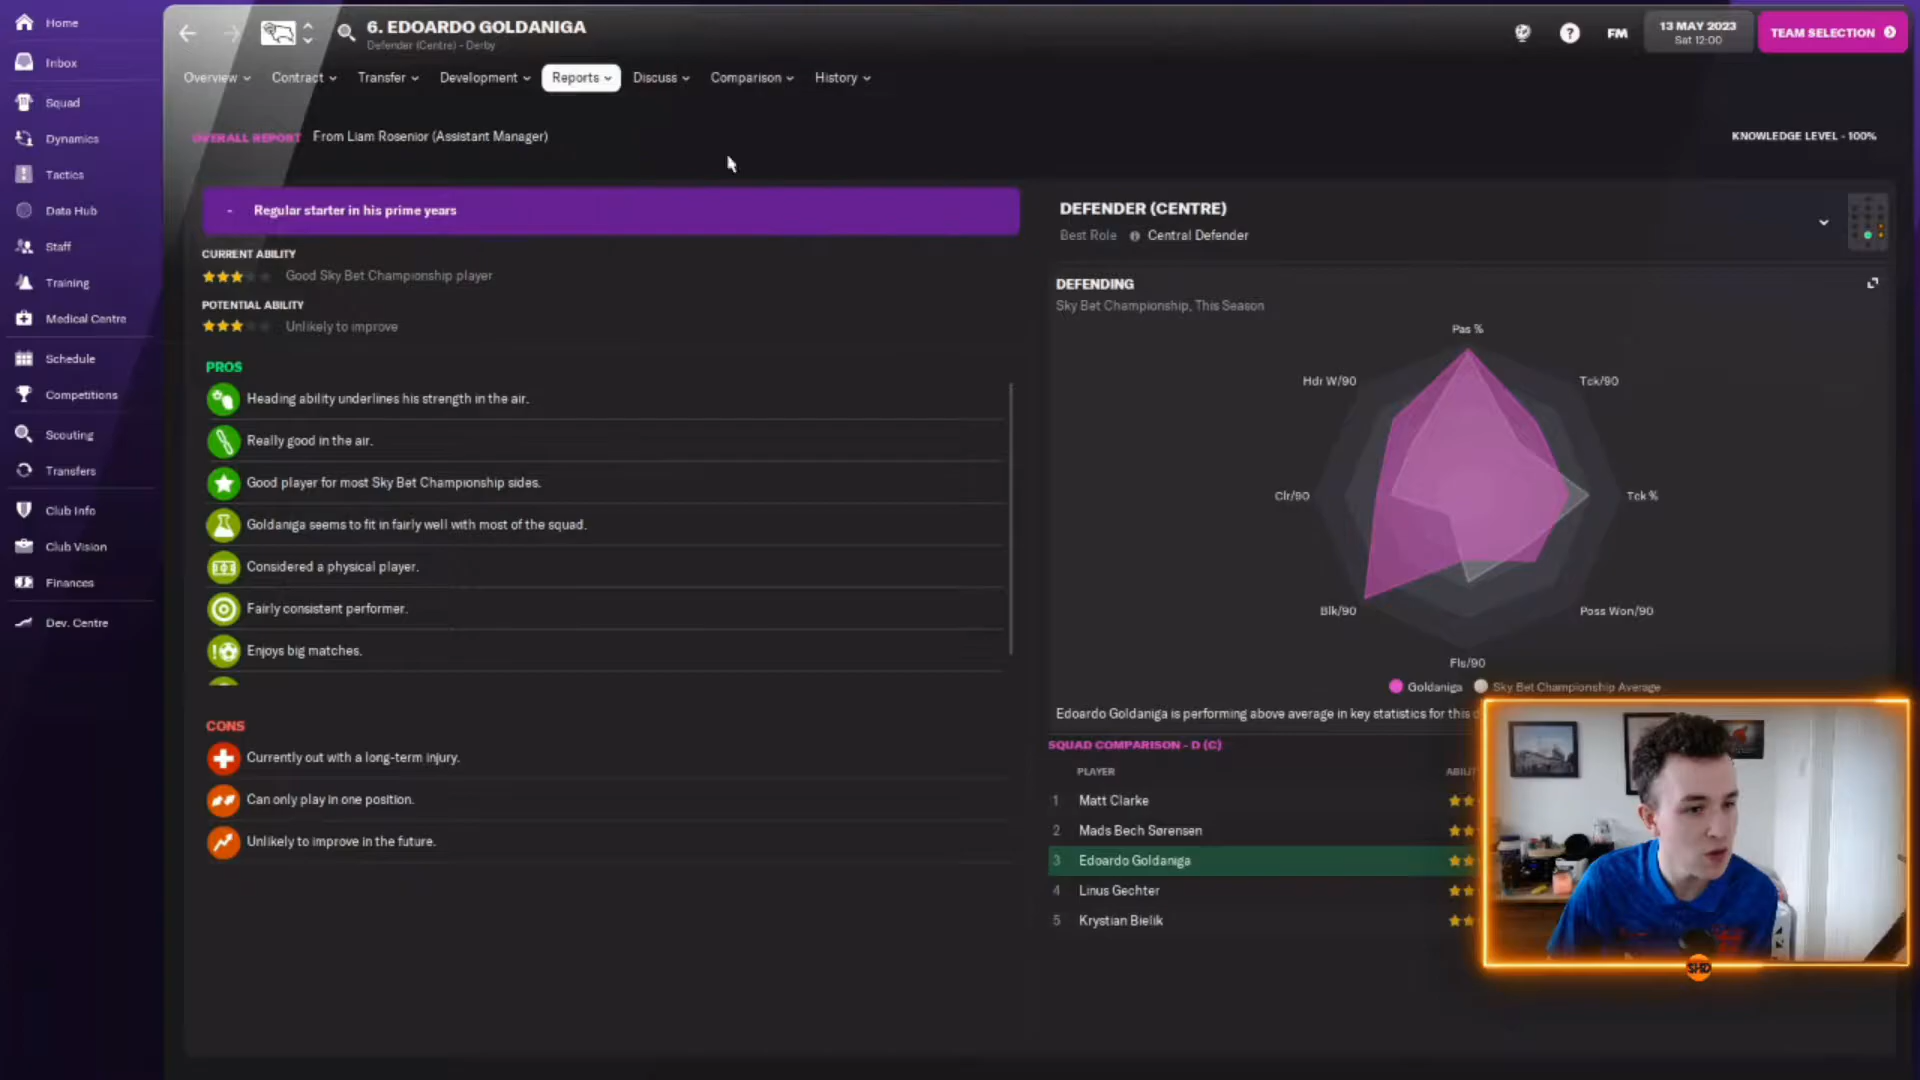 Home
Inbox
Squad
Dynamics
Tactics
Data Hub
Staff
Training
Medical Centre
Schedule
Competitions
Scouting
Transfers
Club Info
Club Vision
Finances
Dev. Centre
6. EDOARDO GOLDANIGA
Defender (Centre) - Derby
?
FM
13 MAY 2023
Sat 12:00
TEAM SELECTION
Overview
Contract
Transfer
Development
Reports
Discuss
Comparison
History
OVERALL REPORT From Liam Rosenior (Assistant Manager)
KNOWLEDGE LEVEL - 100%
- Regular starter in his prime years
CURRENT ABILITY
Good Sky Bet Championship player
POTENTIAL ABILITY
Unlikely to improve
PROS
Heading ability underlines his strength in the air.
Really good in the air.
Good player for most Sky Bet Championship sides.
Goldaniga seems to fit in fairly well with most of the squad.
Considered a physical player.
Fairly consistent performer.
Enjoys big matches.
CONS
Currently out with a long-term injury.
Can only play in one position.
Unlikely to improve in the future.
DEFENDER (CENTRE)
Best Role Central Defender
DEFENDING
Sky Bet Championship, This Season
Pas %
Hdr W/90
Tck/90
Clr/90
Tck %
Blk/90
Poss Won/90
Fls/90
Goldaniga
Sky Bet Championship Average
Edoardo Goldaniga is performing above average in key statistics for this
SQUAD COMPARISON - D (C)
PLAYER
1 Matt Clarke
2 Mads Bech Sørensen
3 Edoardo Goldaniga
4 Linus Gechter
5 Krystian Bielik
SHD